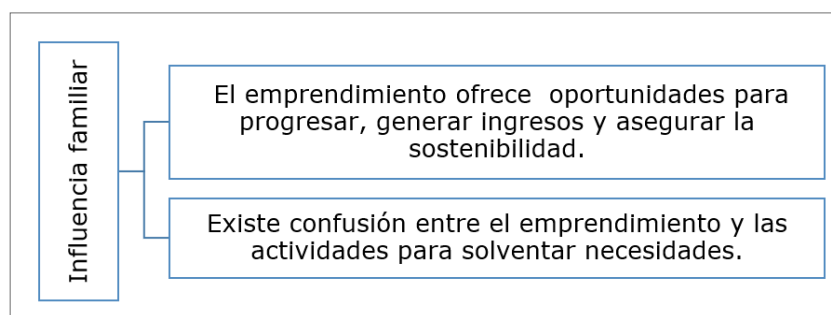 Influencia familiar
El emprendimiento ofrece  oportunidades para
progresar, generar ingresos y asegurar la
sostenibilidad.
Existe confusión entre el emprendimiento y las
actividades para solventar necesidades.